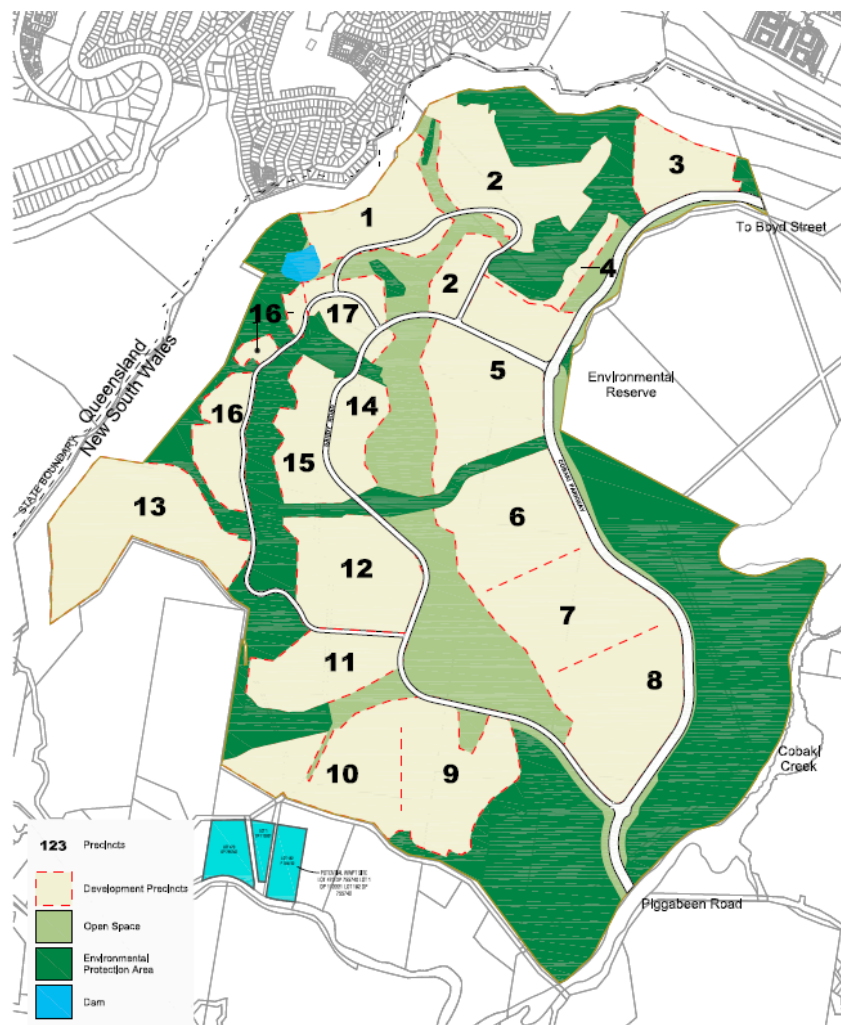 3
2
1
To Boyd Street
4
2
16
17
5
Environmental
Reserve
Queensland
New South Wales
STATE BOUNDARY
16
14
15
COBAKI PARKWAY
13
6
12
7
11
8
10
9
Cobaki
Creek
Piggabeen Road
123 Precincts
Development Precincts
Open Space
Environmental
Protection Area
Dam